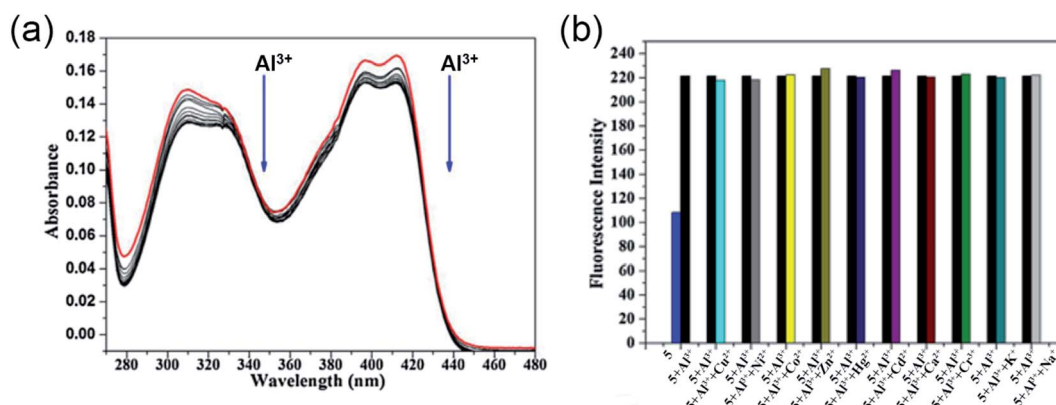 (a)
0.18
0.16
0.14
0.12
0.10
0.08
0.06
0.04
0.02
0.00
Absorbance
Al³⁺
Al³⁺
280 300 320 340 360 380 400 420 440 460 480
Wavelength (nm)
(b)
240
220
200
180
160
140
120
100
80
60
40
20
0
Fluorescence Intensity
5
5+Al³⁺
5+Al³⁺+Cu²⁺
5+Al³⁺
5+Al³⁺+Ni²⁺
5+Al³⁺
5+Al³⁺+Co²⁺
5+Al³⁺
5+Al³⁺+Zn²⁺
5+Al³⁺
5+Al³⁺+Hg²⁺
5+Al³⁺
5+Al³⁺+Cd²⁺
5+Al³⁺
5+Al³⁺+Ca²⁺
5+Al³⁺
5+Al³⁺+Cr³⁺
5+Al³⁺
5+Al³⁺+K⁺
5+Al³⁺
5+Al³⁺+Na⁺